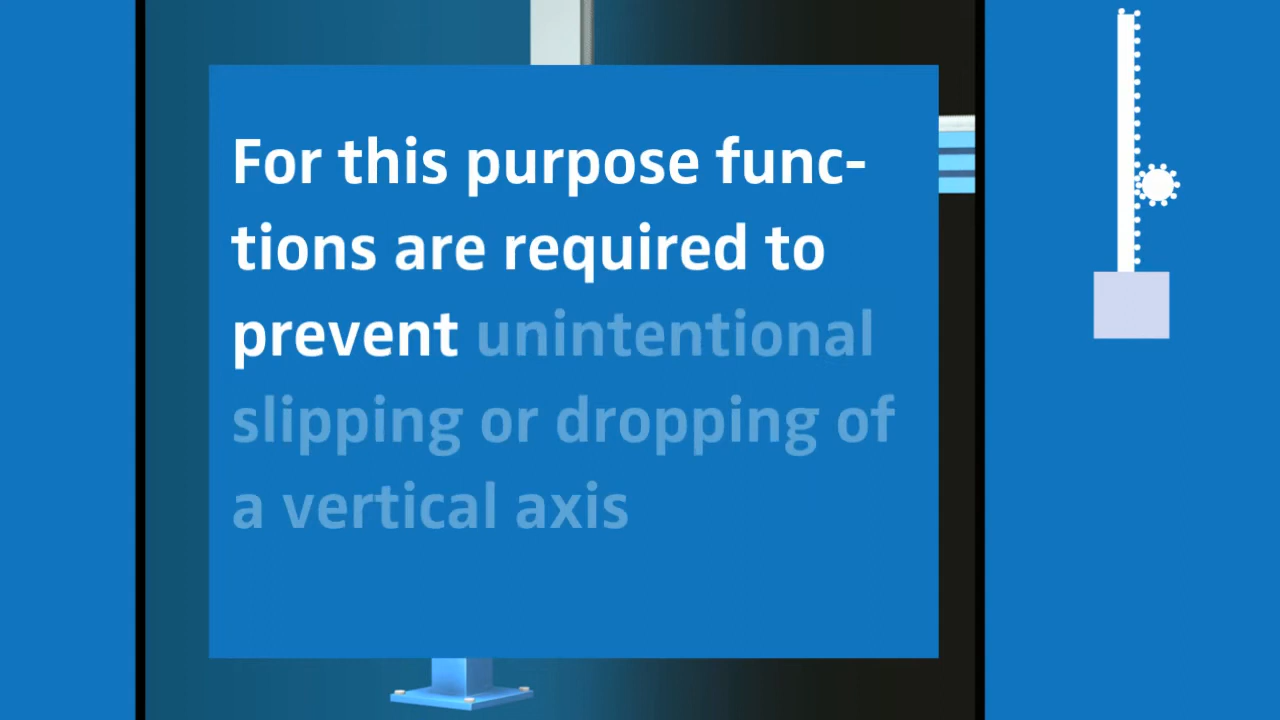 For this purpose func-
tions are required to
prevent unintentional
slipping or dropping of
a vertical axis